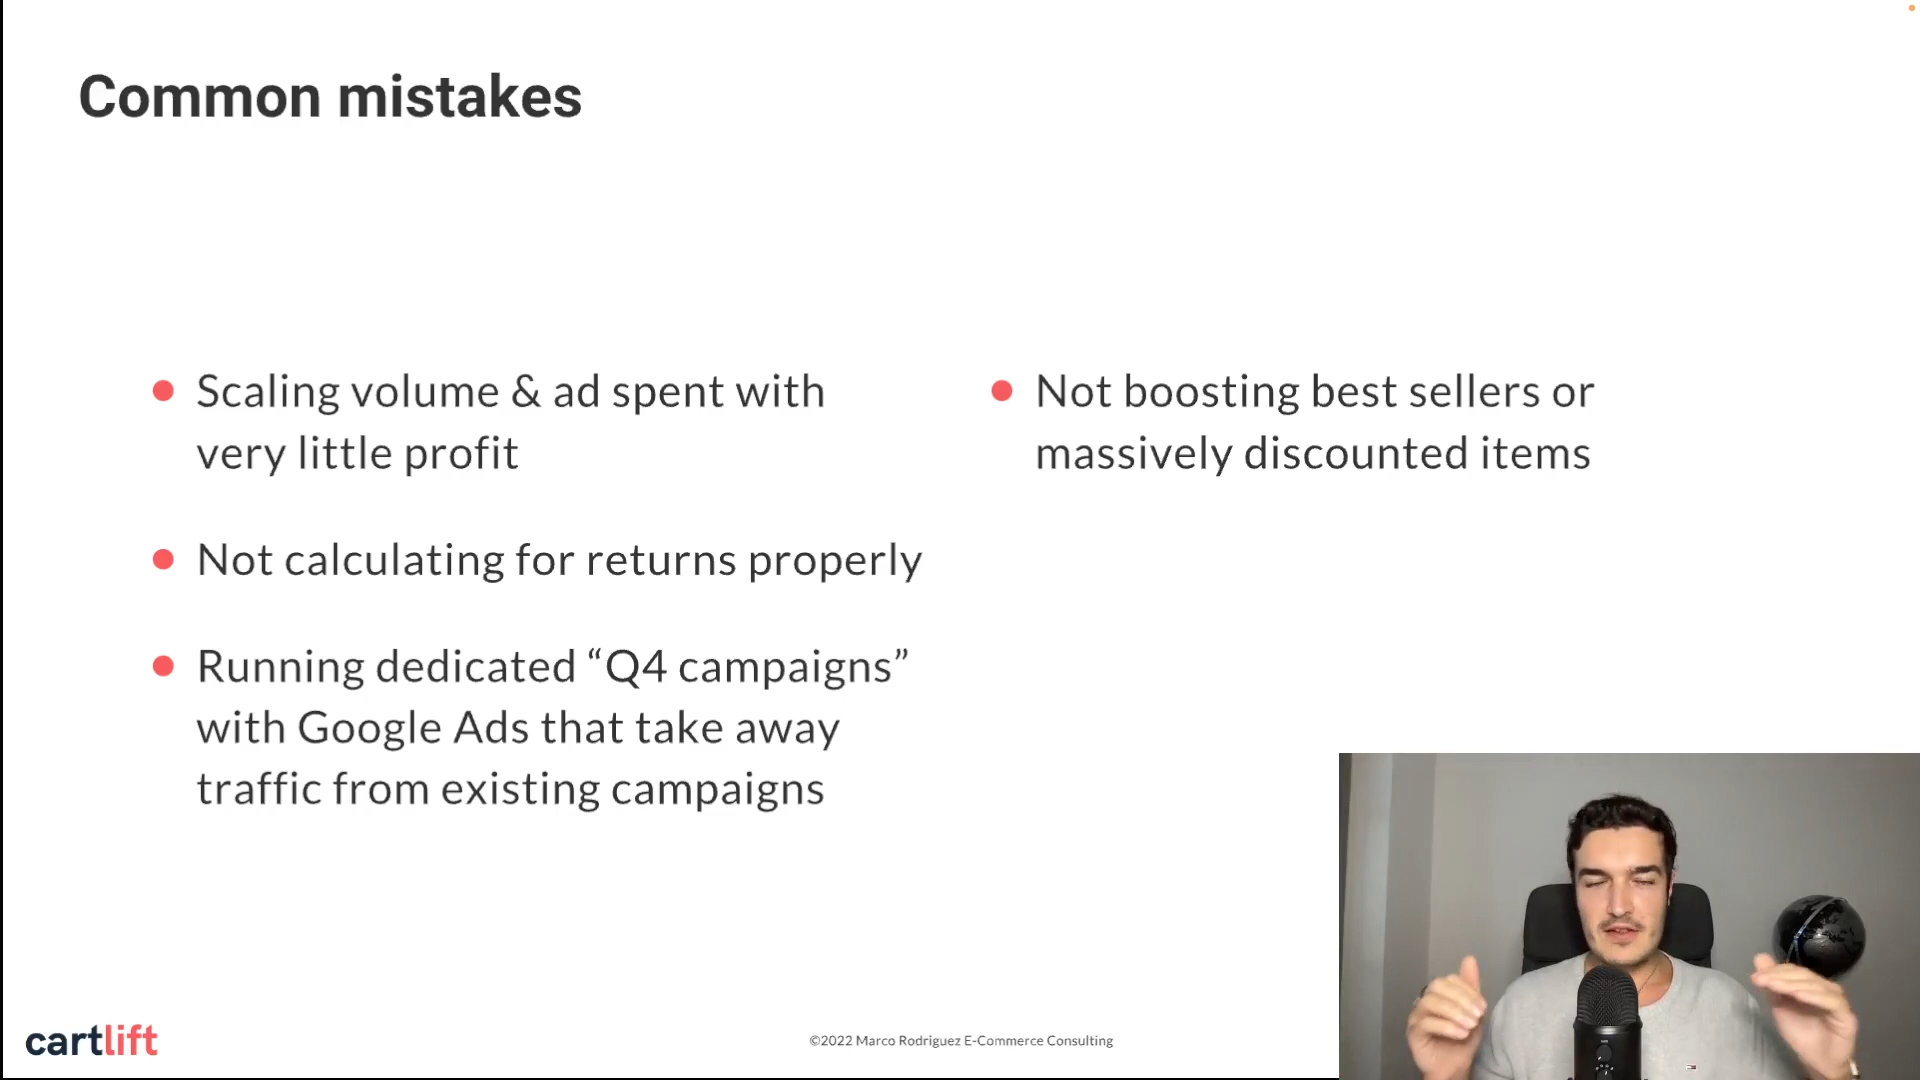 Common mistakes
Scaling volume & ad spent with
very little profit
Not calculating for returns properly
Running dedicated “Q4 campaigns”
with Google Ads that take away
traffic from existing campaigns
Not boosting best sellers or
massively discounted items
cartlift
©2022 Marco Rodriguez E-Commerce Consulting